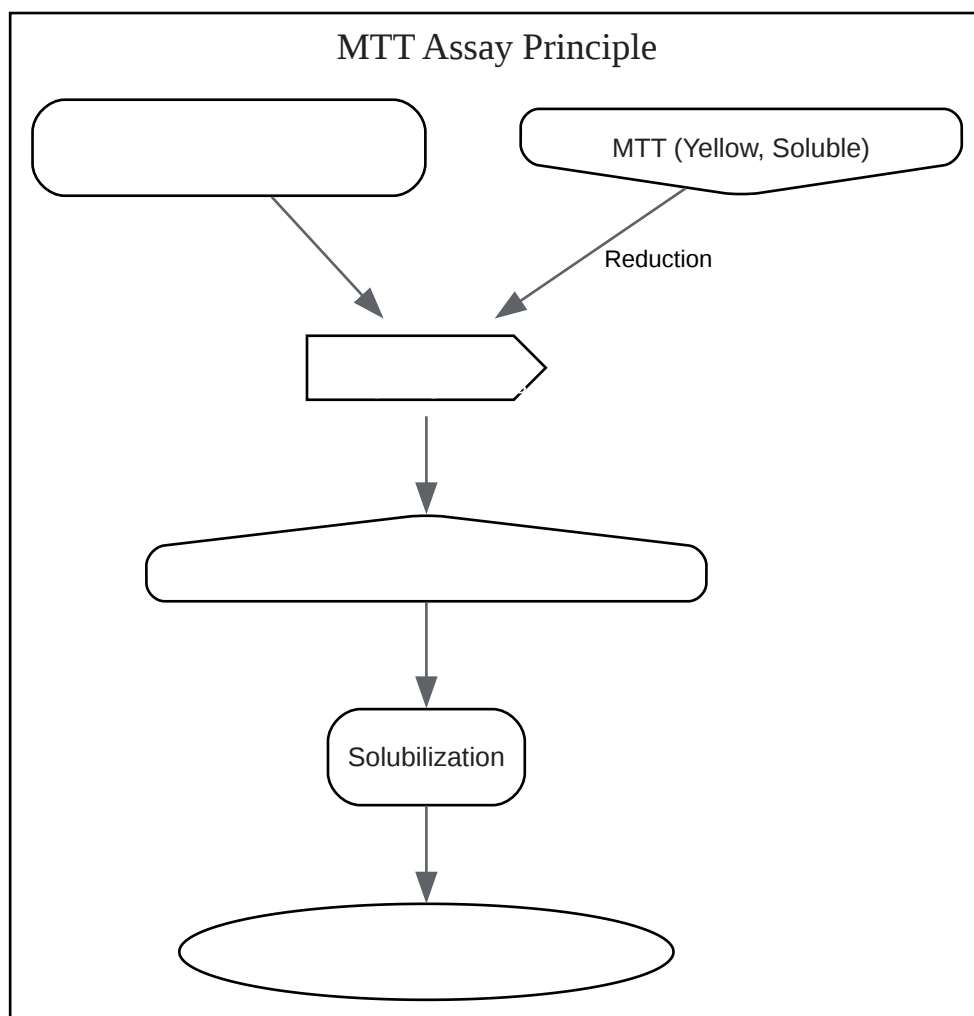 MTT Assay Principle
MTT (Yellow, Soluble)
Reduction
Solubilization